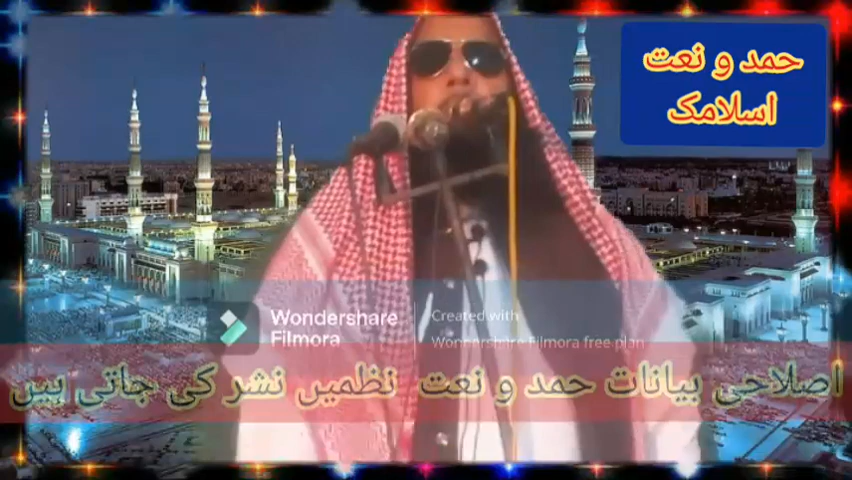 حمد و نعت
اسلامک
Wondershare
Filmora
Created with
Wondershare Filmora free plan
اصلاحی بیانات حمد و نعت نظمیں نشر کی جاتی ہیں